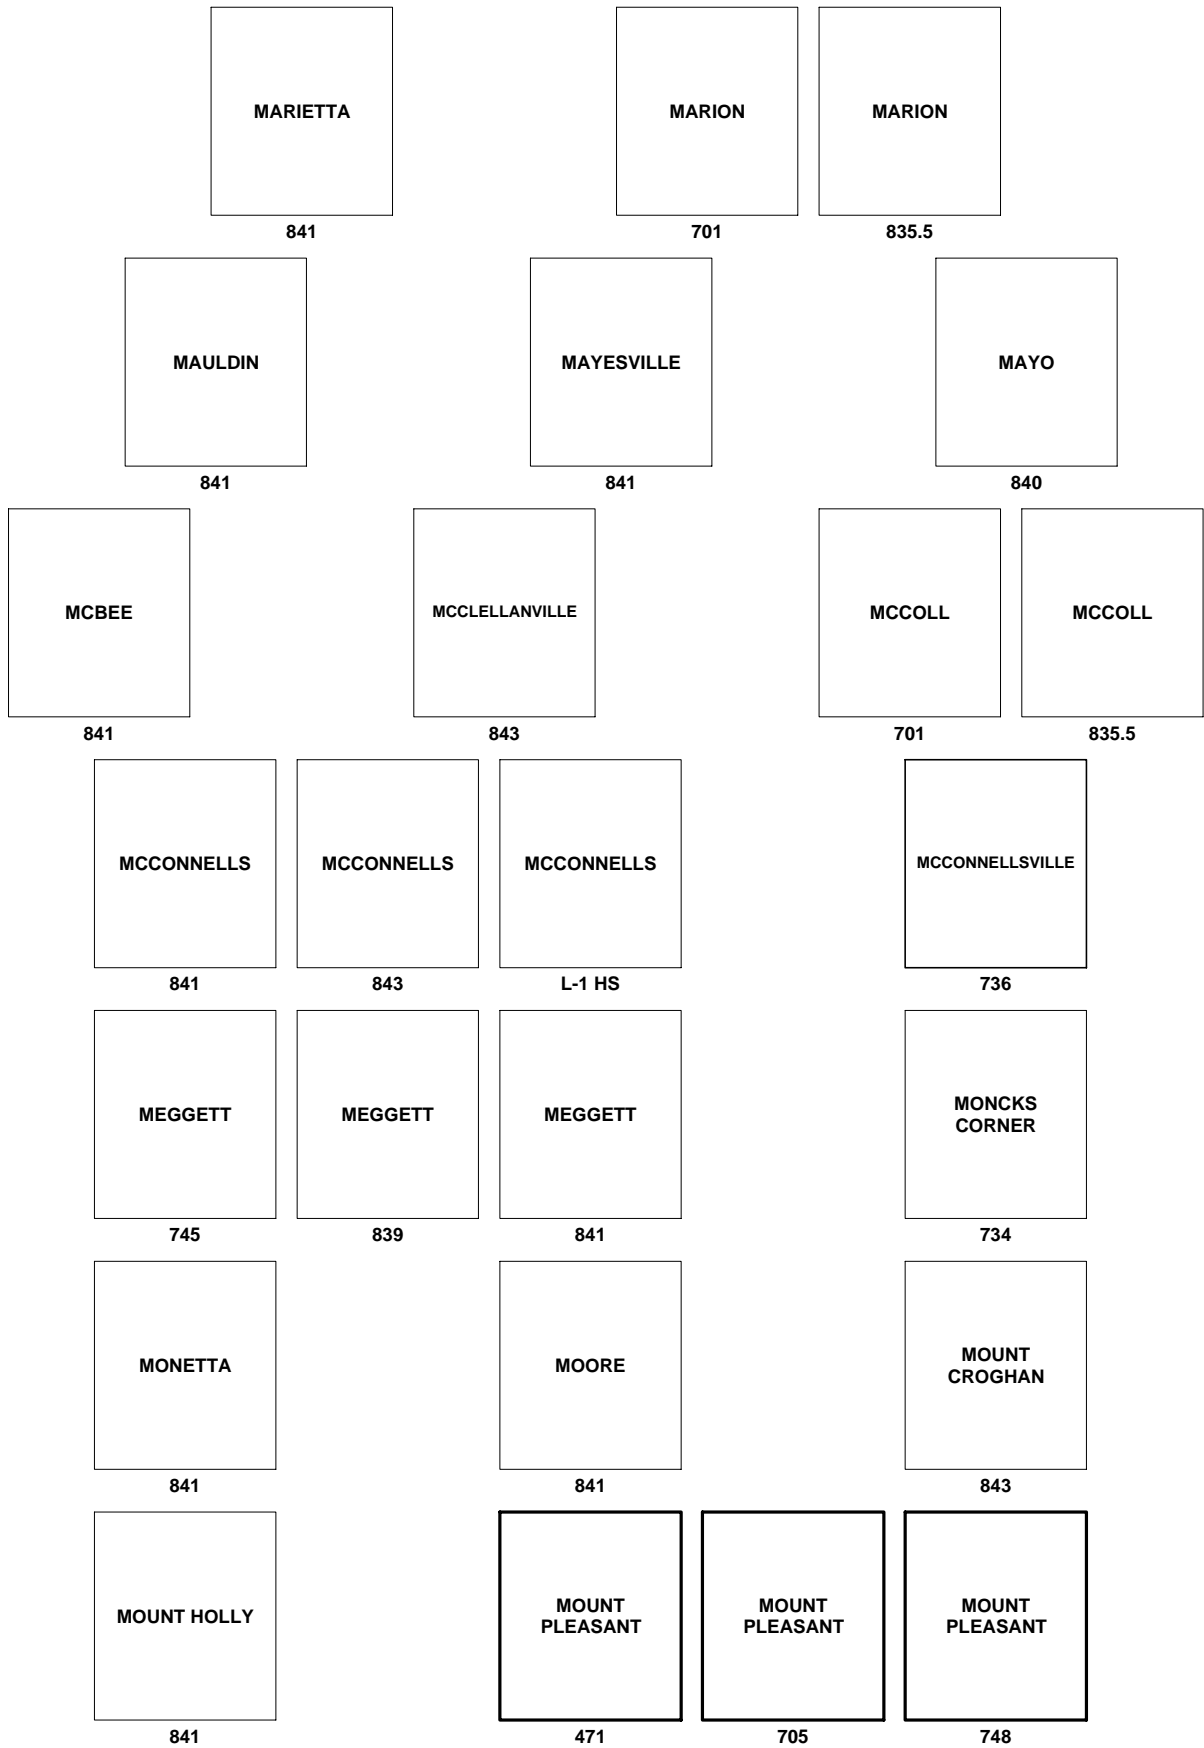 MARIETTA
MARION
MARION
841
701
835.5
MAULDIN
MAYESVILLE
MAYO
841
841
840
MCBEE
MCCLELLANVILLE
MCCOLL
MCCOLL
841
843
701
835.5
MCCONNELLS
MCCONNELLS
MCCONNELLS
MCCONNELLSVILLE
841
843
L-1 HS
736
MEGGETT
MEGGETT
MEGGETT
MONCKS
CORNER
745
839
841
734
MONETTA
MOORE
MOUNT
CROGHAN
841
841
843
MOUNT HOLLY
MOUNT
PLEASANT
MOUNT
PLEASANT
MOUNT
PLEASANT
841
471
705
748